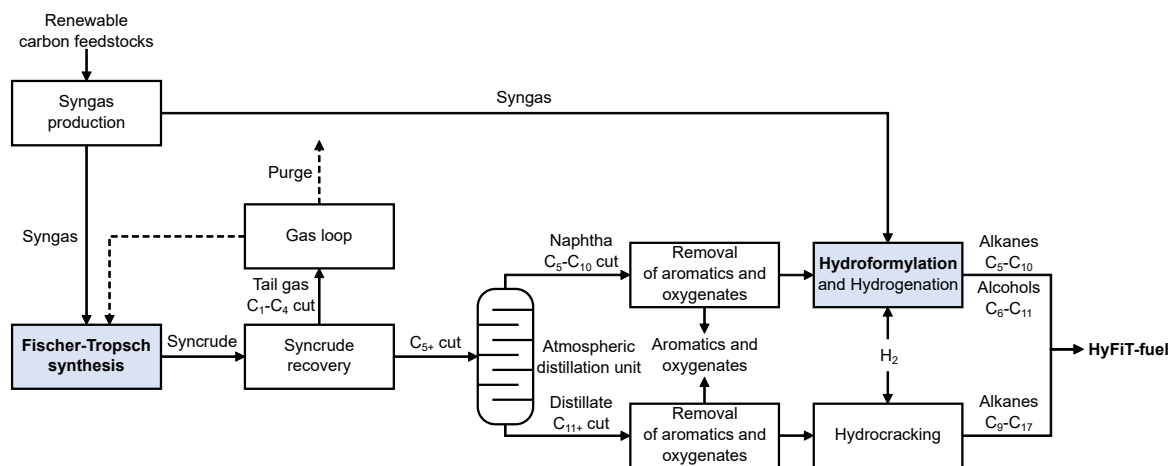 Renewable
carbon feedstocks
Syngas
production
Syngas
Purge
Syngas
Gas loop
Tail gas
C₁-C₄ cut
Fischer-Tropsch
synthesis
Syncrude
Syncrude
recovery
C₅₊ cut
Atmospheric
distillation unit
Naphtha
C₅-C₁₀ cut
Removal
of aromatics and
oxygenates
Hydroformylation
and Hydrogenation
Alkanes
C₅-C₁₀
Alcohols
C₆-C₁₁
Aromatics and
oxygenates
H₂
HyFiT-fuel
Distillate
C₁₁₊ cut
Removal
of aromatics and
oxygenates
Hydrocracking
Alkanes
C₉-C₁₇